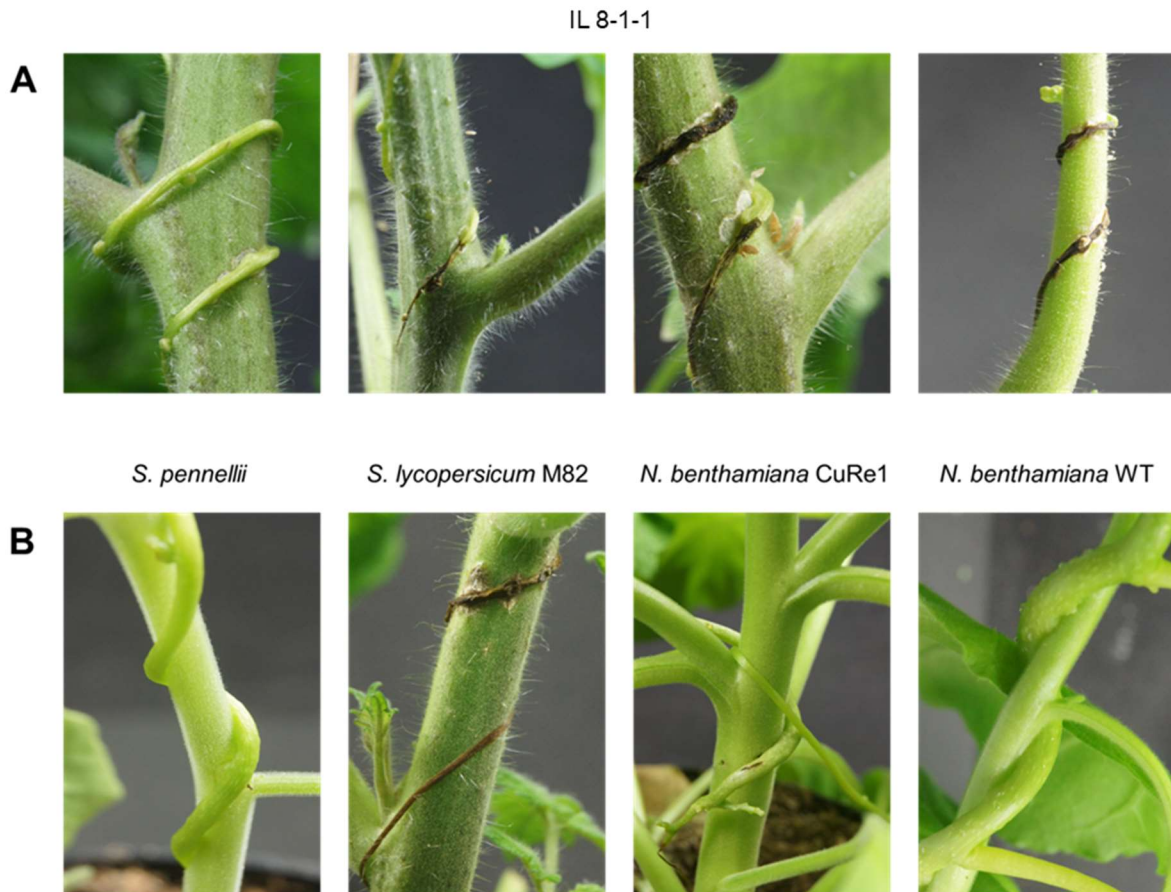 IL 8-1-1
A
S. pennellii S. lycopersicum M82 N. benthamiana CuRe1 N. benthamiana WT
B